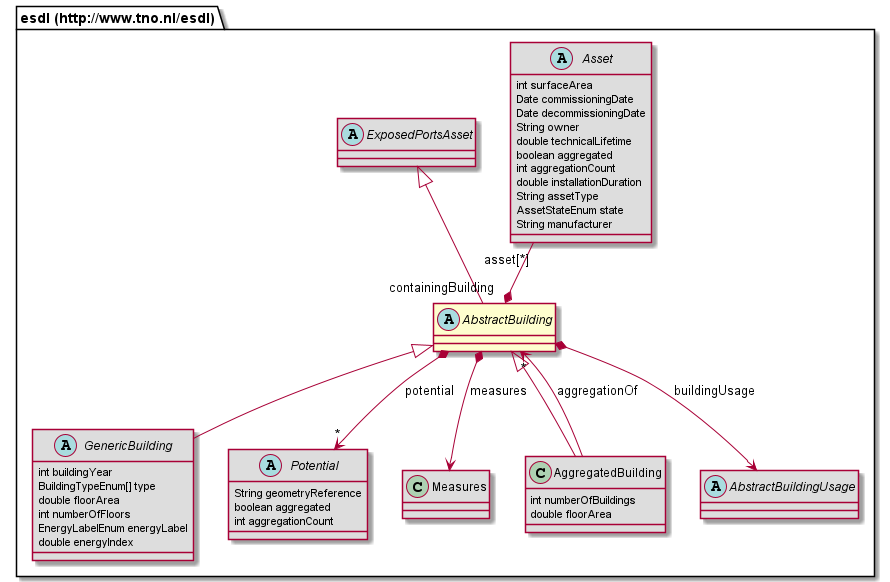 esdl (http://www.tno.nl/esdl)
A Asset
int surfaceArea
Date commissioningDate
Date decommissioningDate
String owner
double technicalLifetime
boolean aggregated
int aggregationCount
double installationDuration
String assetType
AssetStateEnum state
String manufacturer
A ExposedPortsAsset
asset[*]
containingBuilding
A AbstractBuilding
*
potential
measures
aggregationOf
buildingUsage
*
A GenericBuilding
int buildingYear
BuildingTypeEnum[] type
double floorArea
int numberOfFloors
EnergyLabelEnum energyLabel
double energyIndex
A Potential
String geometryReference
boolean aggregated
int aggregationCount
C Measures
C AggregatedBuilding
int numberOfBuildings
double floorArea
A AbstractBuildingUsage